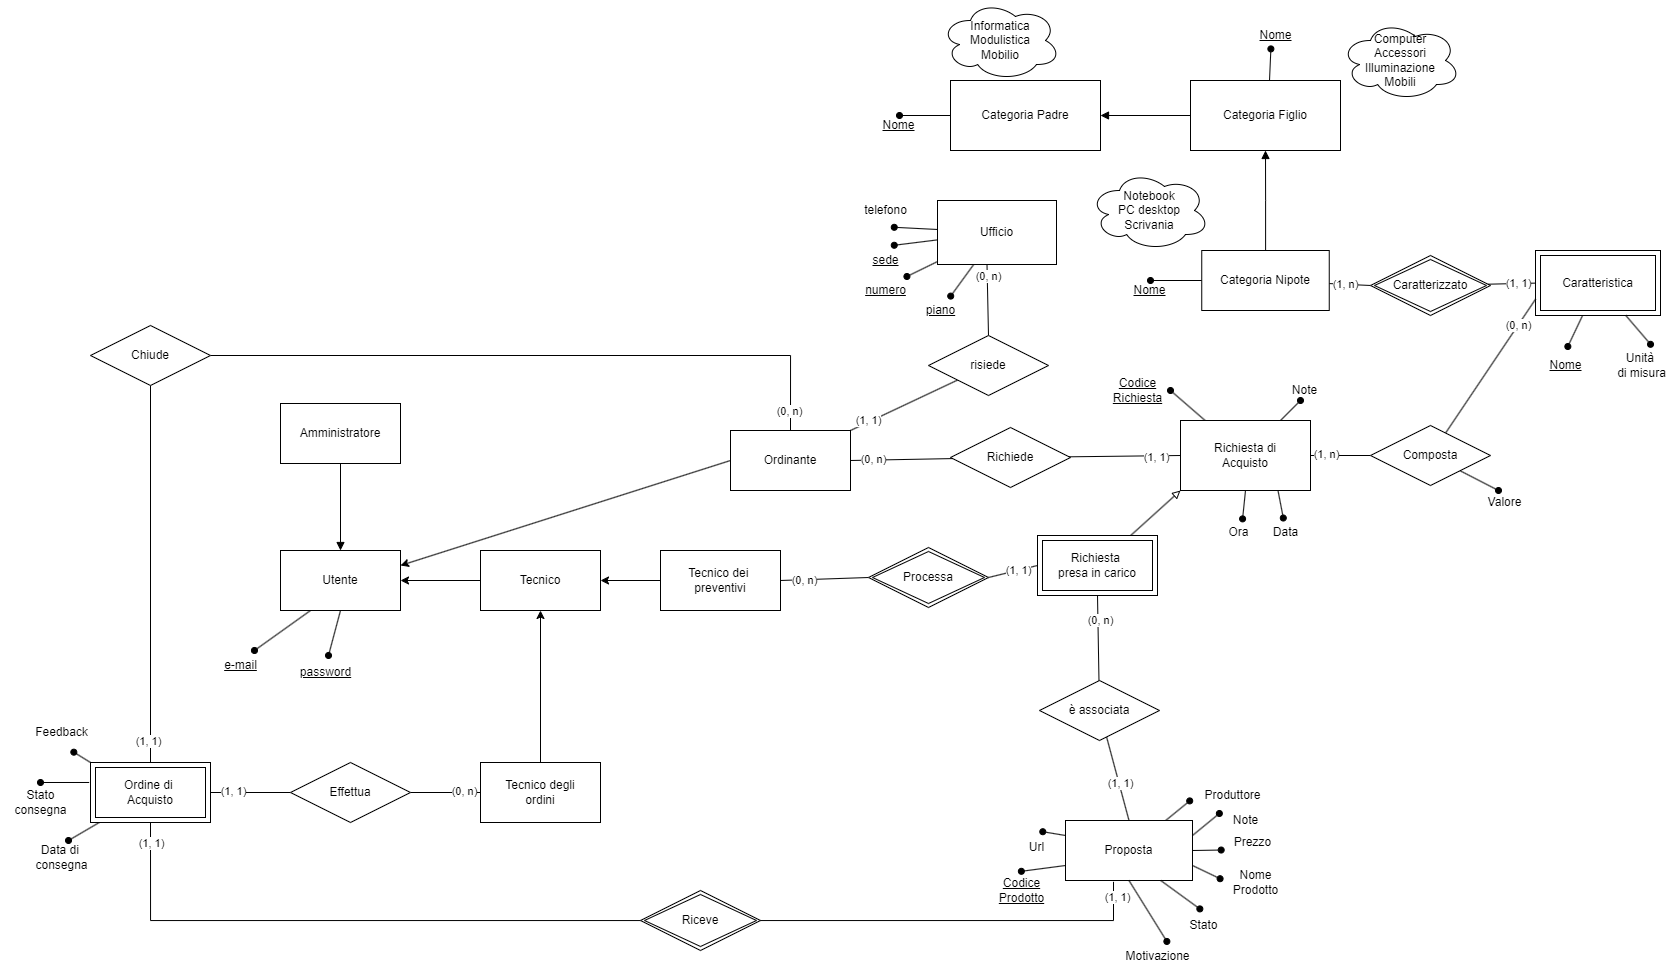 Informatica
Modulistica
Mobilio
Nome
Computer
Accessori
Illuminazione
Mobili
Categoria Padre
Categoria Figlio
Nome
Notebook
PC desktop
Scrivania
telefono
Ufficio
sede
(0, n)
numero
piano
Categoria Nipote
Nome
(1, n)
Caratterizzato
(1, 1)
Caratteristica
(0, n)
Nome
Unità
di misura
Chiude
risiede
Codice
Richiesta
Note
(0, n)
(1, 1)
Amministratore
Ordinante
(0, n)
Richiede
(1, 1)
Richiesta di
Acquisto
(1, n)
Composta
Valore
Ora
Data
Utente
Tecnico
Tecnico dei
preventivi
(0, n)
Processa
(1, 1)
Richiesta
presa in carico
(0, n)
e-mail
password
è associata
Feedback
(1, 1)
Stato
consegna
Ordine di
Acquisto
(1, 1)
Effettua
(0, n)
Tecnico degli
ordini
(1, 1)
Data di
consegna
(1, 1)
Produttore
Note
Url
Proposta
Prezzo
Codice
Prodotto
Nome
Prodotto
(1, 1)
Stato
Riceve
Motivazione